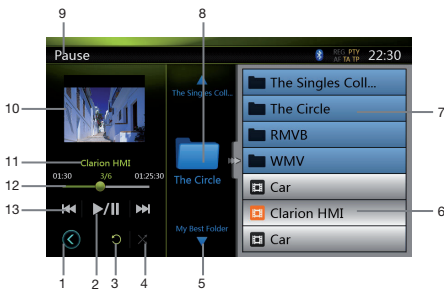 8
9
Pause
REG PTY
AF TA TP
22:30
10
The Singles Coll...
The Singles Coll...
The Circle
7
RMVB
The Circle
WMV
11
Clarion HMI
12
01:30
3/6
01:25:30
Car
13
Clarion HMI
6
My Best Folder
Car
1
2
3
4
5